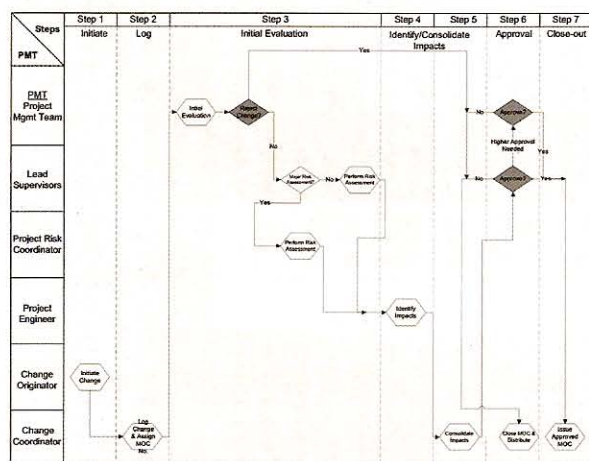 Step 1
Step 2
Step 3
Step 4
Step 5
Step 6
Step 7
Steps
PMT
Initiate
Log
Initial Evaluation
Identify/Consolidate
Impacts
Approval
Close-out
PMT
Project
Mgmt Team
Initial
Evaluation
Reject
Change?
Yes
No
No
Approve?
Yes
Higher Approval
Needed
Lead
Supervisors
Major Risk
Assessment?
No
Perform Risk
Assessment
Yes
No
Approve?
Yes
Project Risk
Coordinator
Perform Risk
Assessment
Project
Engineer
Identify
Impacts
Change
Originator
Initiate
Change
Change
Coordinator
Log
Change
& Assign
MOC
No.
Consolidate
Impacts
Close MOC &
Distribute
Issue
Approved
MOC